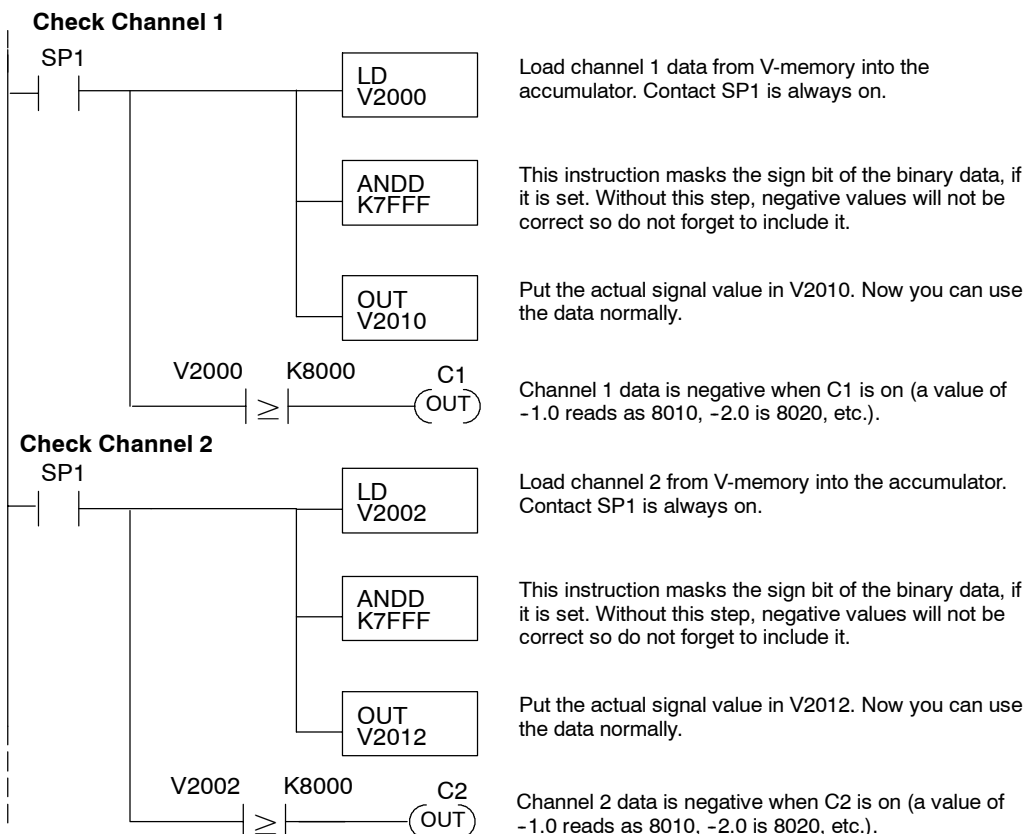 Check Channel 1
SP1
LD
V2000
Load channel 1 data from V-memory into the
accumulator. Contact SP1 is always on.
ANDD
K7FFF
This instruction masks the sign bit of the binary data, if
it is set. Without this step, negative values will not be
correct so do not forget to include it.
OUT
V2010
Put the actual signal value in V2010. Now you can use
the data normally.
V2000 K8000 C1
≥ OUT
Channel 1 data is negative when C1 is on (a value of
-1.0 reads as 8010, -2.0 is 8020, etc.).
Check Channel 2
SP1
LD
V2002
Load channel 2 from V-memory into the accumulator.
Contact SP1 is always on.
ANDD
K7FFF
This instruction masks the sign bit of the binary data, if
it is set. Without this step, negative values will not be
correct so do not forget to include it.
OUT
V2012
Put the actual signal value in V2012. Now you can use
the data normally.
V2002 K8000 C2
≥ OUT
Channel 2 data is negative when C2 is on (a value of
-1.0 reads as 8010, -2.0 is 8020, etc.).